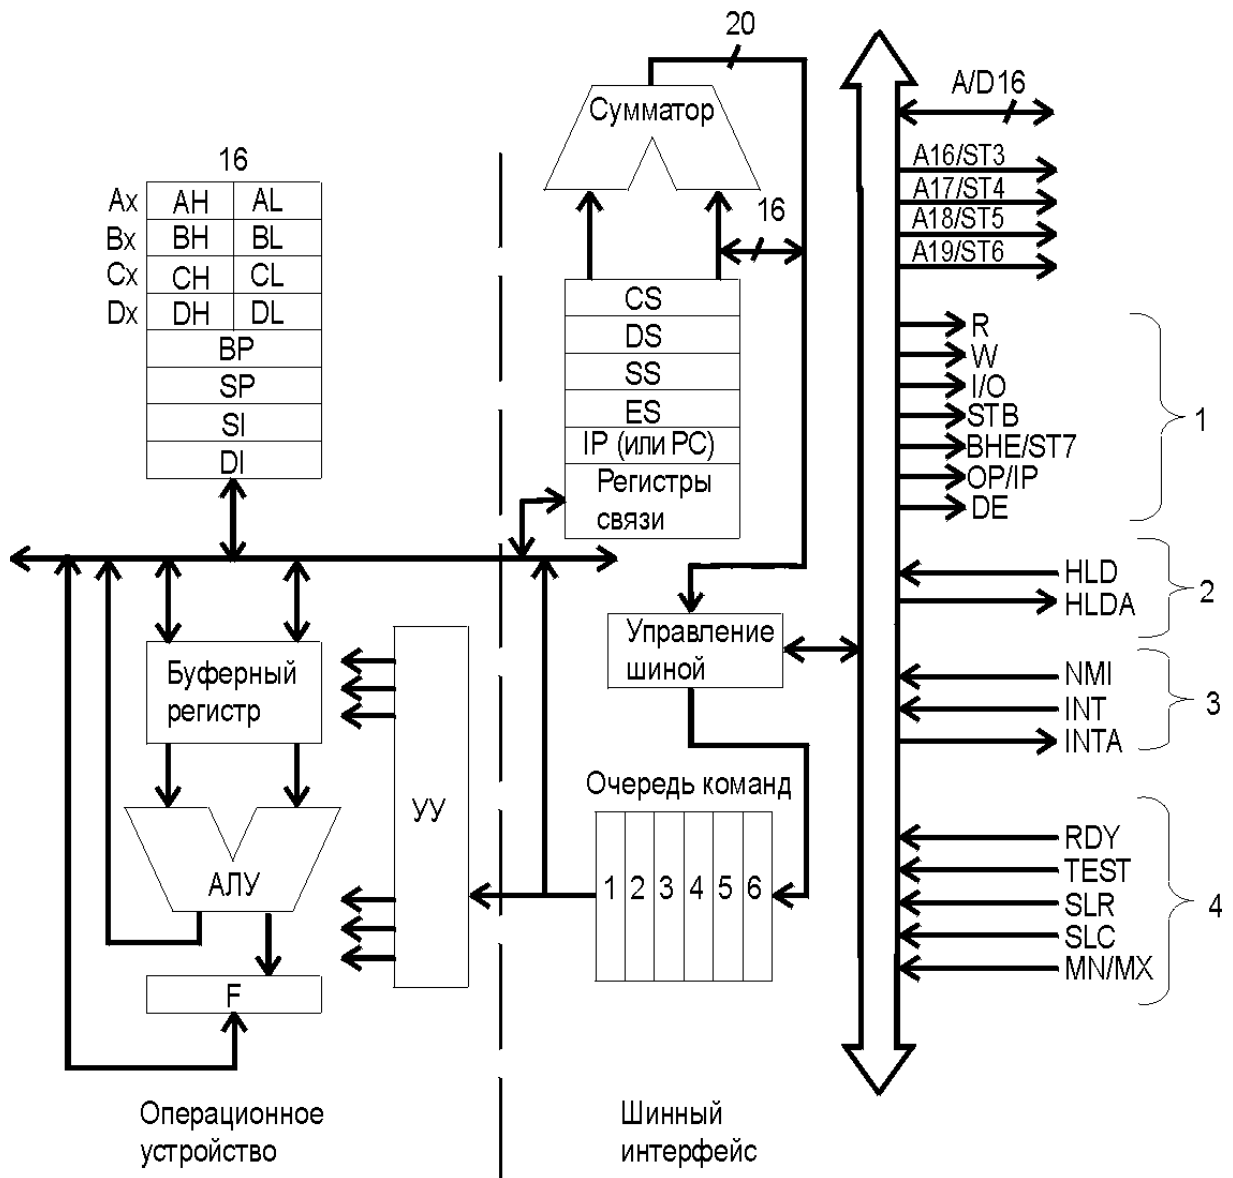 20
Сумматор
A/D16
A16/ST3
A17/ST4
A18/ST5
A19/ST6
16
Ax AH AL
Bx BH BL
Cx CH CL
Dx DH DL
BP
SP
SI
DI
16
CS
DS
SS
ES
IP (или PC)
Регистры
связи
R
W
I/O
STB
BHE/ST7
OP/IP
DE
1
HLD
HLDA
2
NMI
INT
INTA
3
RDY
TEST
SLR
SLC
MN/MX
4
Буферный
регистр
АЛУ
F
УУ
Управление
шиной
Очередь команд
1 2 3 4 5 6
Операционное
устройство
Шинный
интерфейс